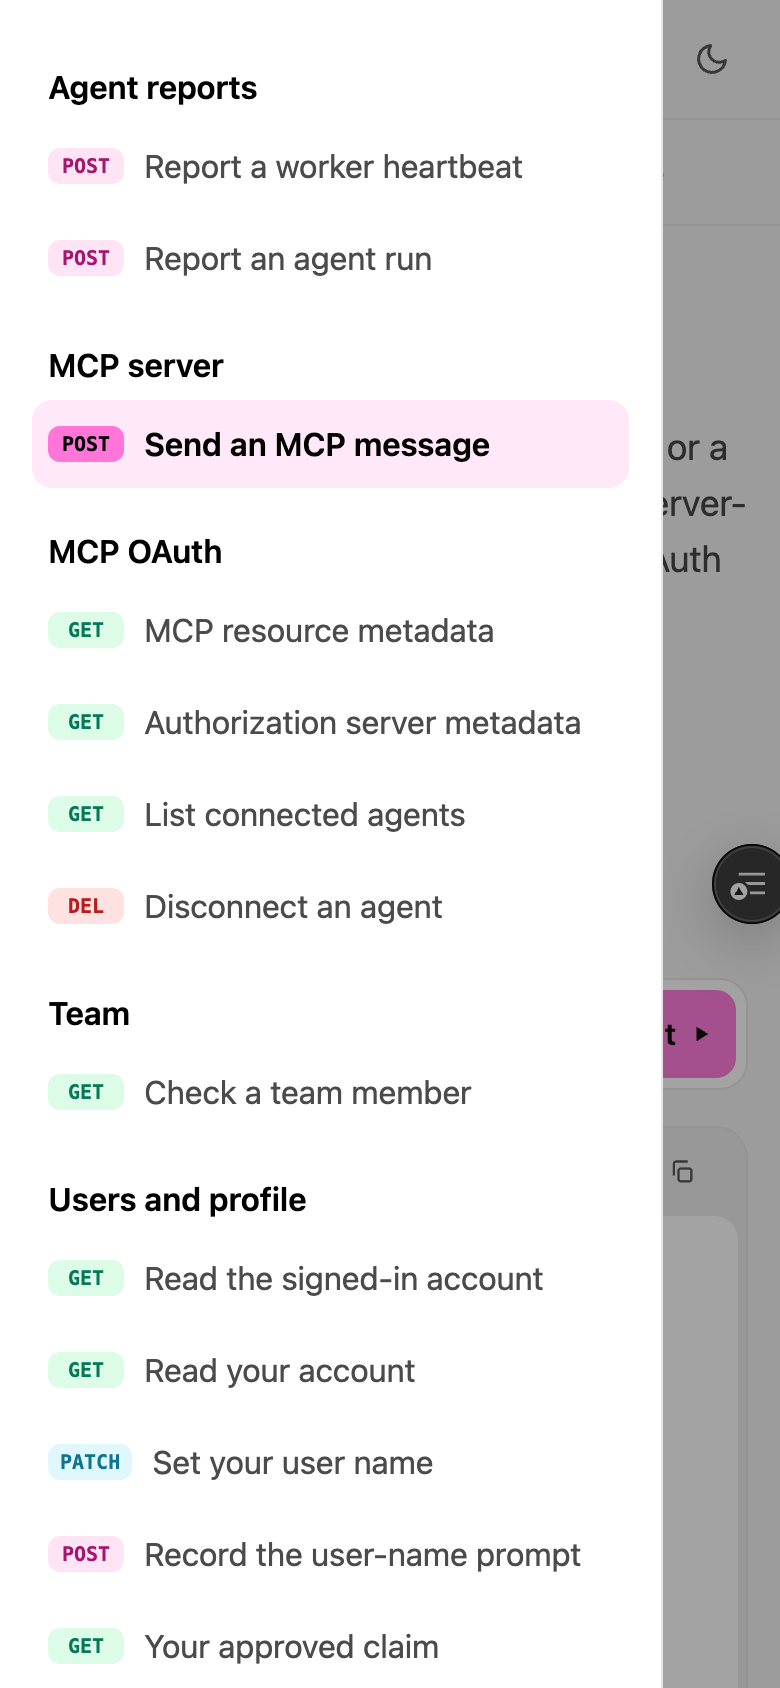 Agent reports
POST Report a worker heartbeat
POST Report an agent run
MCP server
POST Send an MCP message
or a
erver-
Auth
MCP OAuth
GET MCP resource metadata
GET Authorization server metadata
GET List connected agents
DEL Disconnect an agent
Team
t
GET Check a team member
Users and profile
GET Read the signed-in account
GET Read your account
PATCH Set your user name
POST Record the user-name prompt
GET Your approved claim